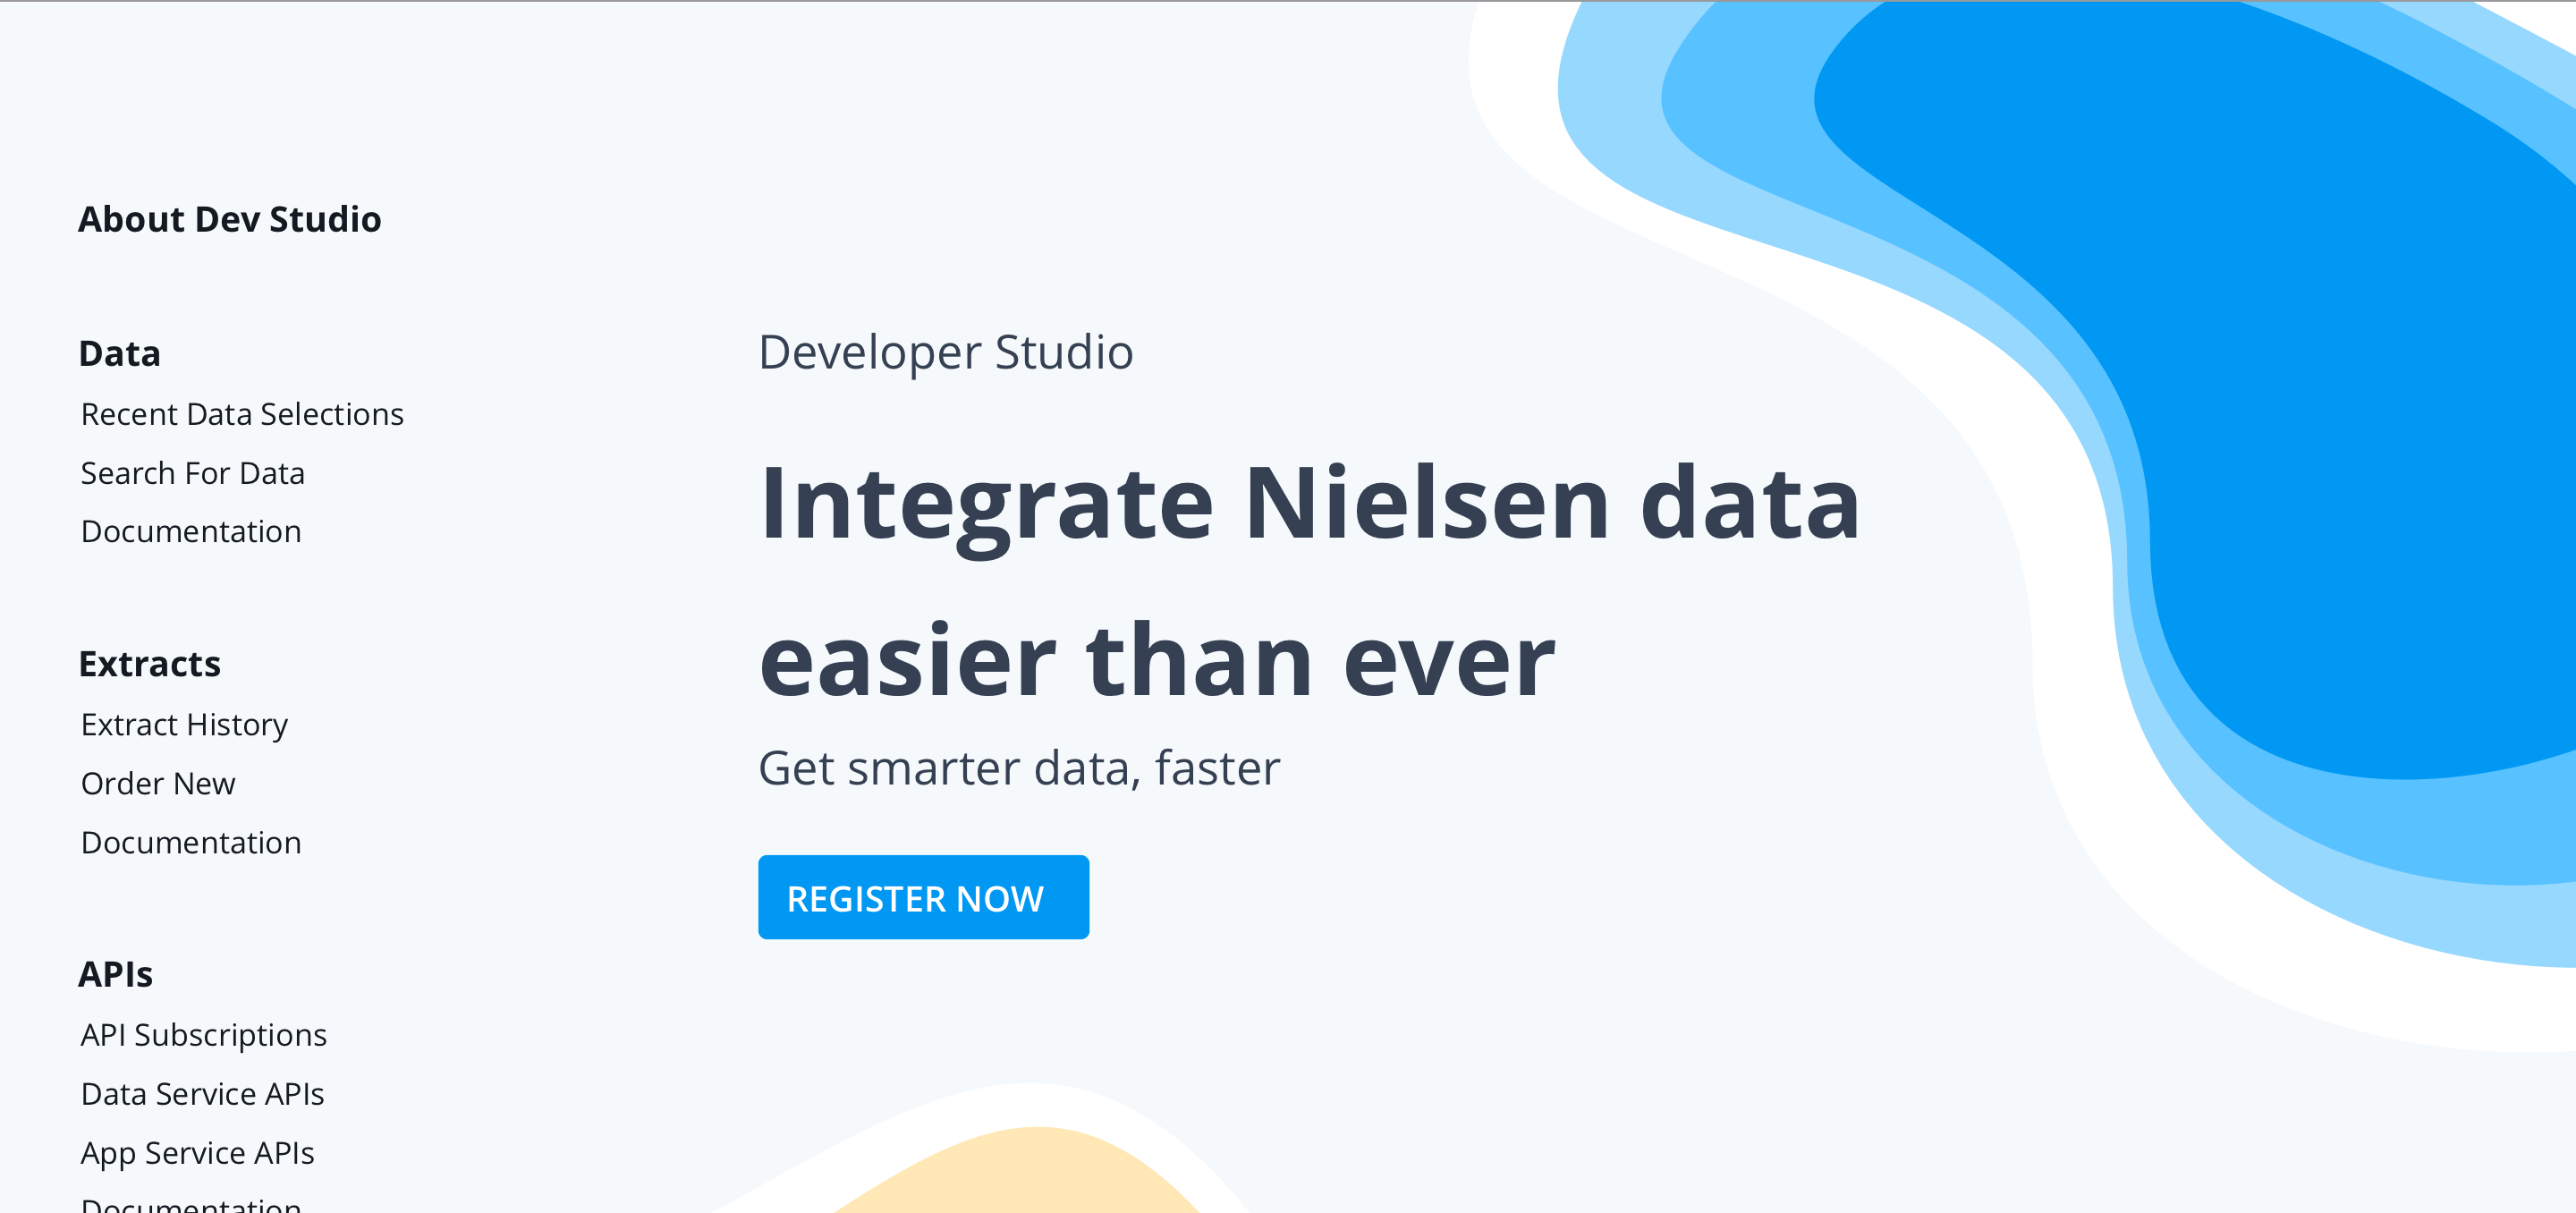 About Dev Studio
Data
Recent Data Selections
Search For Data
Documentation
Extracts
Extract History
Order New
Documentation
APIs
API Subscriptions
Data Service APIs
App Service APIs
Documentation
Developer Studio
Integrate Nielsen data
easier than ever
Get smarter data, faster
REGISTER NOW